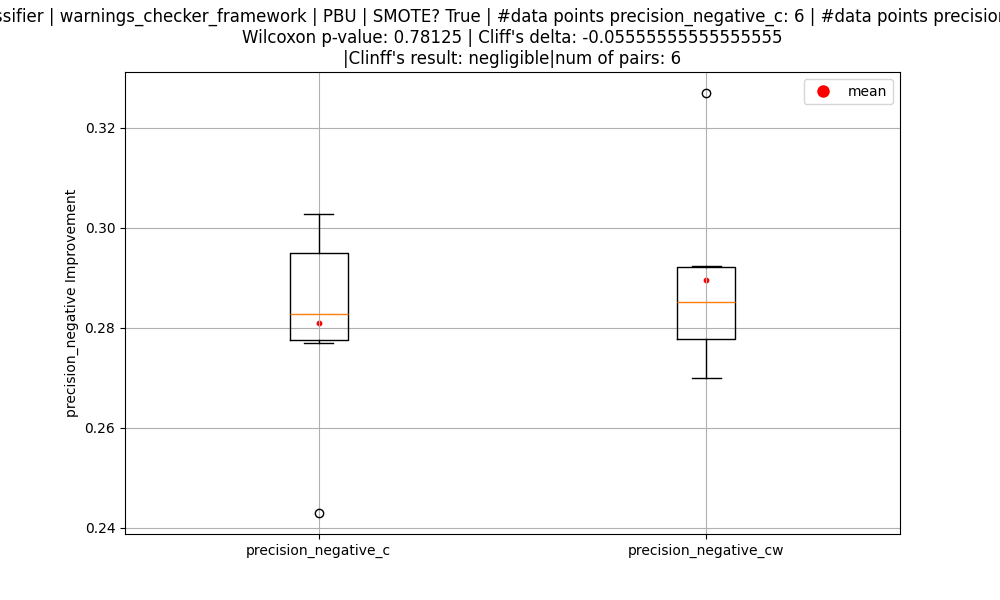 | warnings_checker_framework | PBU | SMOTE? True | #data points precision_negative_c: 6 | #data points
Wilcoxon p-value: 0.78125 | Cliff's delta: -0.05555555555555555
|Clinff's result: negligible|num of pairs: 6
mean
0.32
0.30
0.28
0.26
0.24
precision_negative Improvement
precision_negative_c
precision_negative_cw